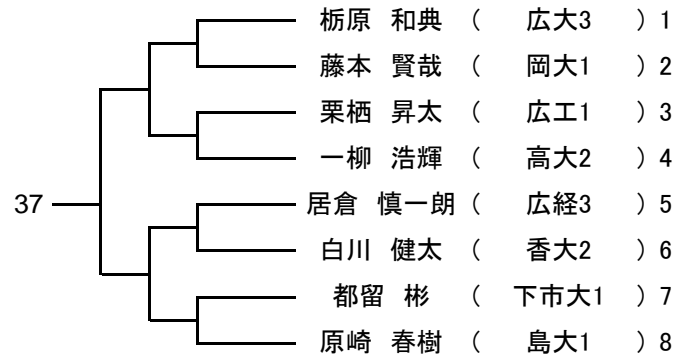 栃原 和典 ( 広大3 ) 1
藤本 賢哉 ( 岡大1 ) 2
栗栖 昇太 ( 広工1 ) 3
一柳 浩輝 ( 高大2 ) 4
37
居倉 慎一朗 ( 広経3 ) 5
白川 健太 ( 香大2 ) 6
都留 彬 ( 下市大1 ) 7
原崎 春樹 ( 島大1 ) 8